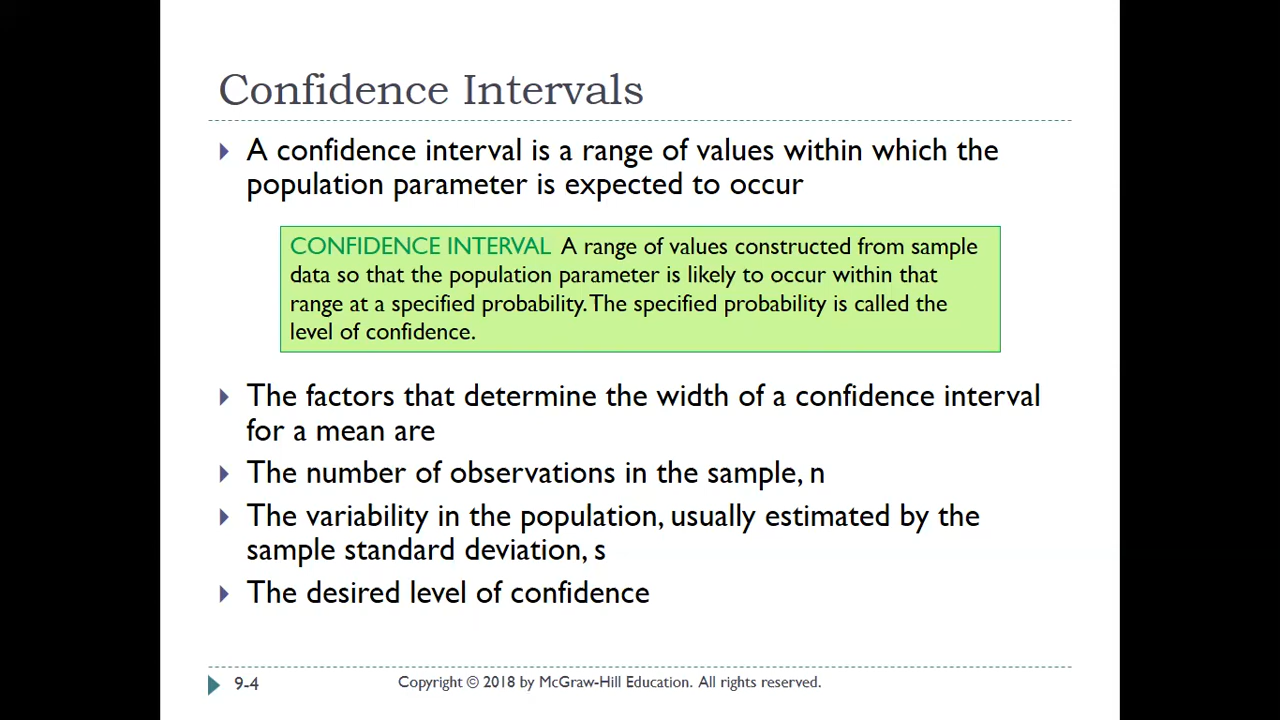 Confidence Intervals
A confidence interval is a range of values within which the
population parameter is expected to occur
CONFIDENCE INTERVAL A range of values constructed from sample
data so that the population parameter is likely to occur within that
range at a specified probability. The specified probability is called the
level of confidence.
The factors that determine the width of a confidence interval
for a mean are
The number of observations in the sample, n
The variability in the population, usually estimated by the
sample standard deviation, s
The desired level of confidence
9-4 Copyright © 2018 by McGraw-Hill Education. All rights reserved.